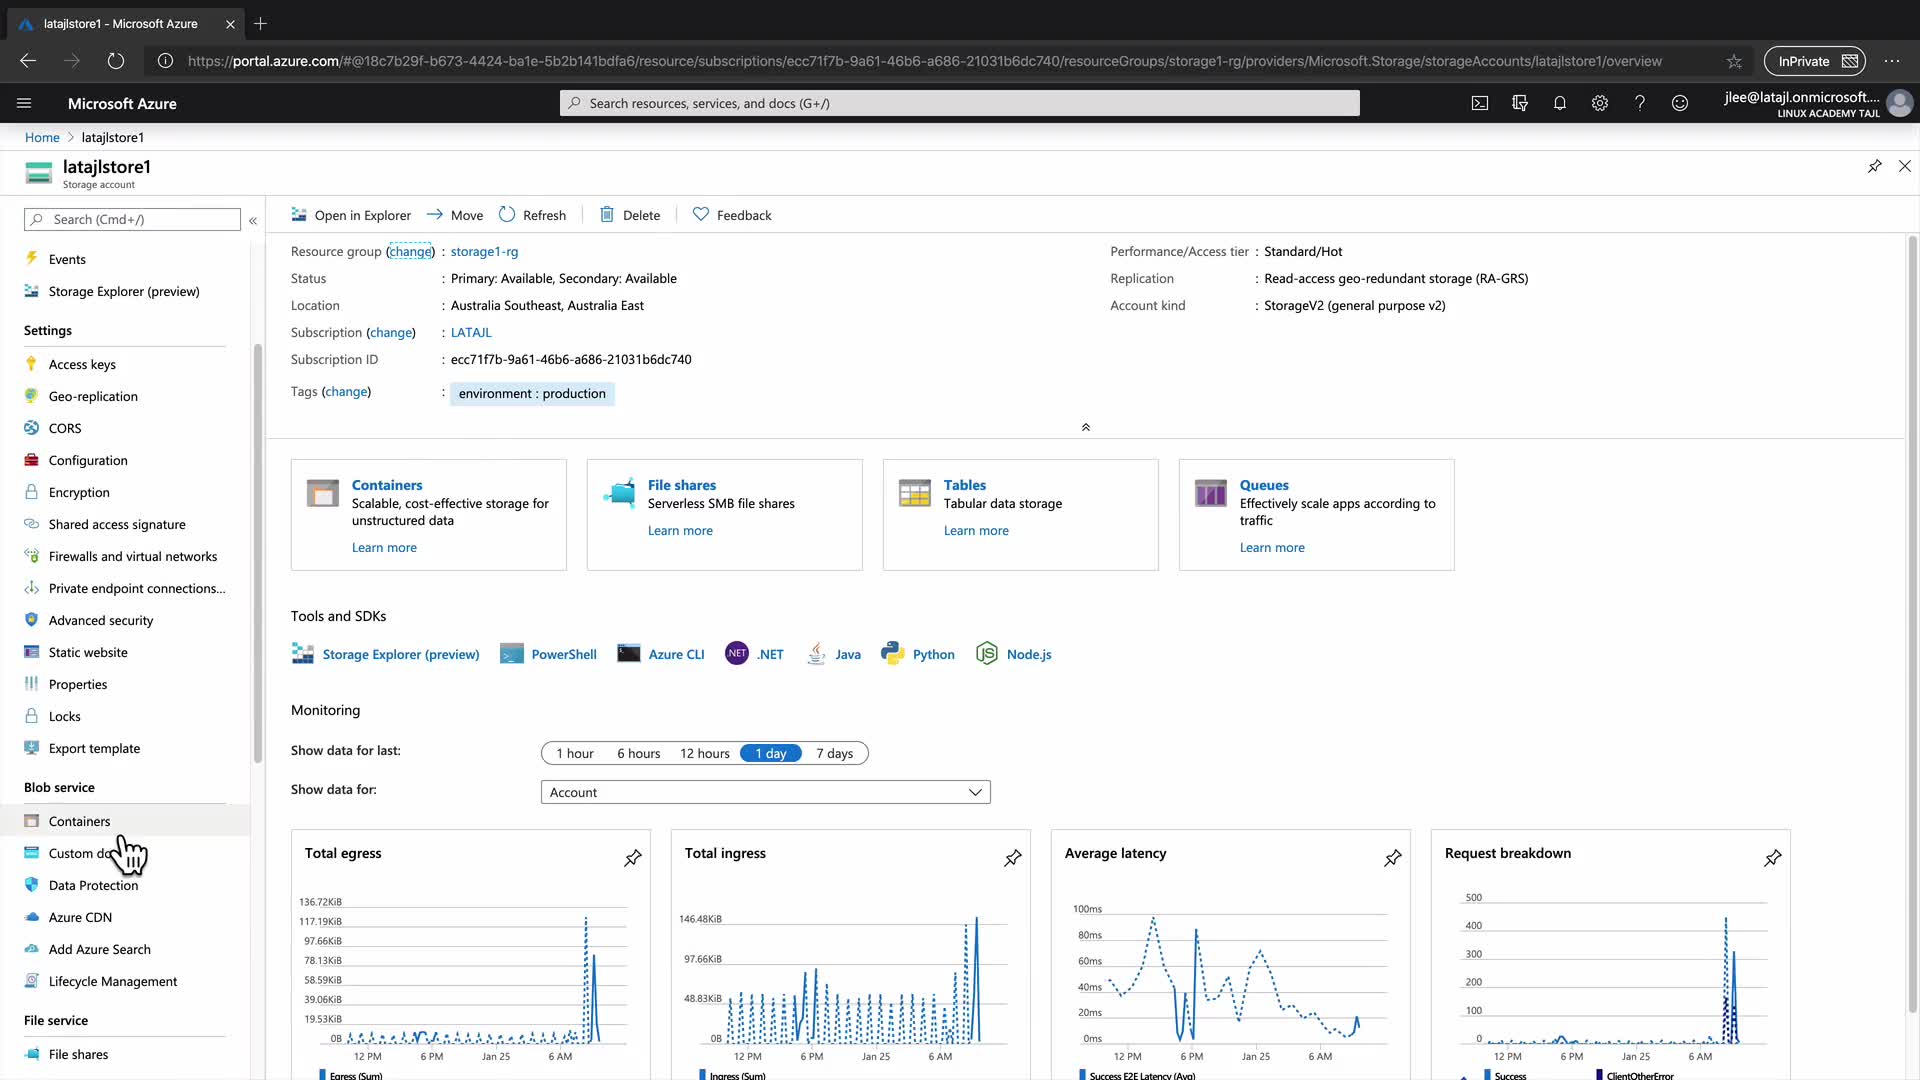 latajlstore1 - Microsoft Azure
https://portal.azure.com/#@18c7b29f-b673-4424-ba1e-5b2b141bdfa6/resource/subscriptions/ecc71f7b-9a61-46b6-a686-21031b6dc740/resourceGroups/storage1-rg/providers/Microsoft.Storage/storageAccounts/latajlstore1/overview
InPrivate
Microsoft Azure
Search resources, services, and docs (G+/)
jlee@latajl.onmicrosoft....
LINUX ACADEMY TAJL
Home > latajlstore1
latajlstore1
Storage account
Search (Cmd+/)
Events
Storage Explorer (preview)
Settings
Access keys
Geo-replication
CORS
Configuration
Encryption
Shared access signature
Firewalls and virtual networks
Private endpoint connections...
Advanced security
Static website
Properties
Locks
Export template
Blob service
Containers
Custom do
Data Protection
Azure CDN
Add Azure Search
Lifecycle Management
File service
File shares
Open in Explorer
Move
Refresh
Delete
Feedback
Resource group (change) : storage1-rg
Status : Primary: Available, Secondary: Available
Location : Australia Southeast, Australia East
Subscription (change) : LATAJL
Subscription ID : ecc71f7b-9a61-46b6-a686-21031b6dc740
Tags (change) : environment : production
Performance/Access tier : Standard/Hot
Replication : Read-access geo-redundant storage (RA-GRS)
Account kind : StorageV2 (general purpose v2)
Containers
Scalable, cost-effective storage for
unstructured data
Learn more
File shares
Serverless SMB file shares
Learn more
Tables
Tabular data storage
Learn more
Queues
Effectively scale apps according to
traffic
Learn more
Tools and SDKs
Storage Explorer (preview)
PowerShell
Azure CLI
NET
.NET
Java
Python
Node.js
Monitoring
Show data for last:
1 hour
6 hours
12 hours
1 day
7 days
Show data for:
Account
Total egress
136.72KiB
117.19KiB
97.66KiB
78.13KiB
58.59KiB
39.06KiB
19.53KiB
0B
12 PM
6 PM
Jan 25
6 AM
Egress (Sum)
Total ingress
146.48KiB
97.66KiB
48.83KiB
0B
12 PM
6 PM
Jan 25
6 AM
Ingress (Sum)
Average latency
100ms
80ms
60ms
40ms
20ms
0ms
12 PM
6 PM
Jan 25
6 AM
Success E2E Latency (Avg)
Request breakdown
500
400
300
200
100
0
12 PM
6 PM
Jan 25
6 AM
Success
ClientOtherError